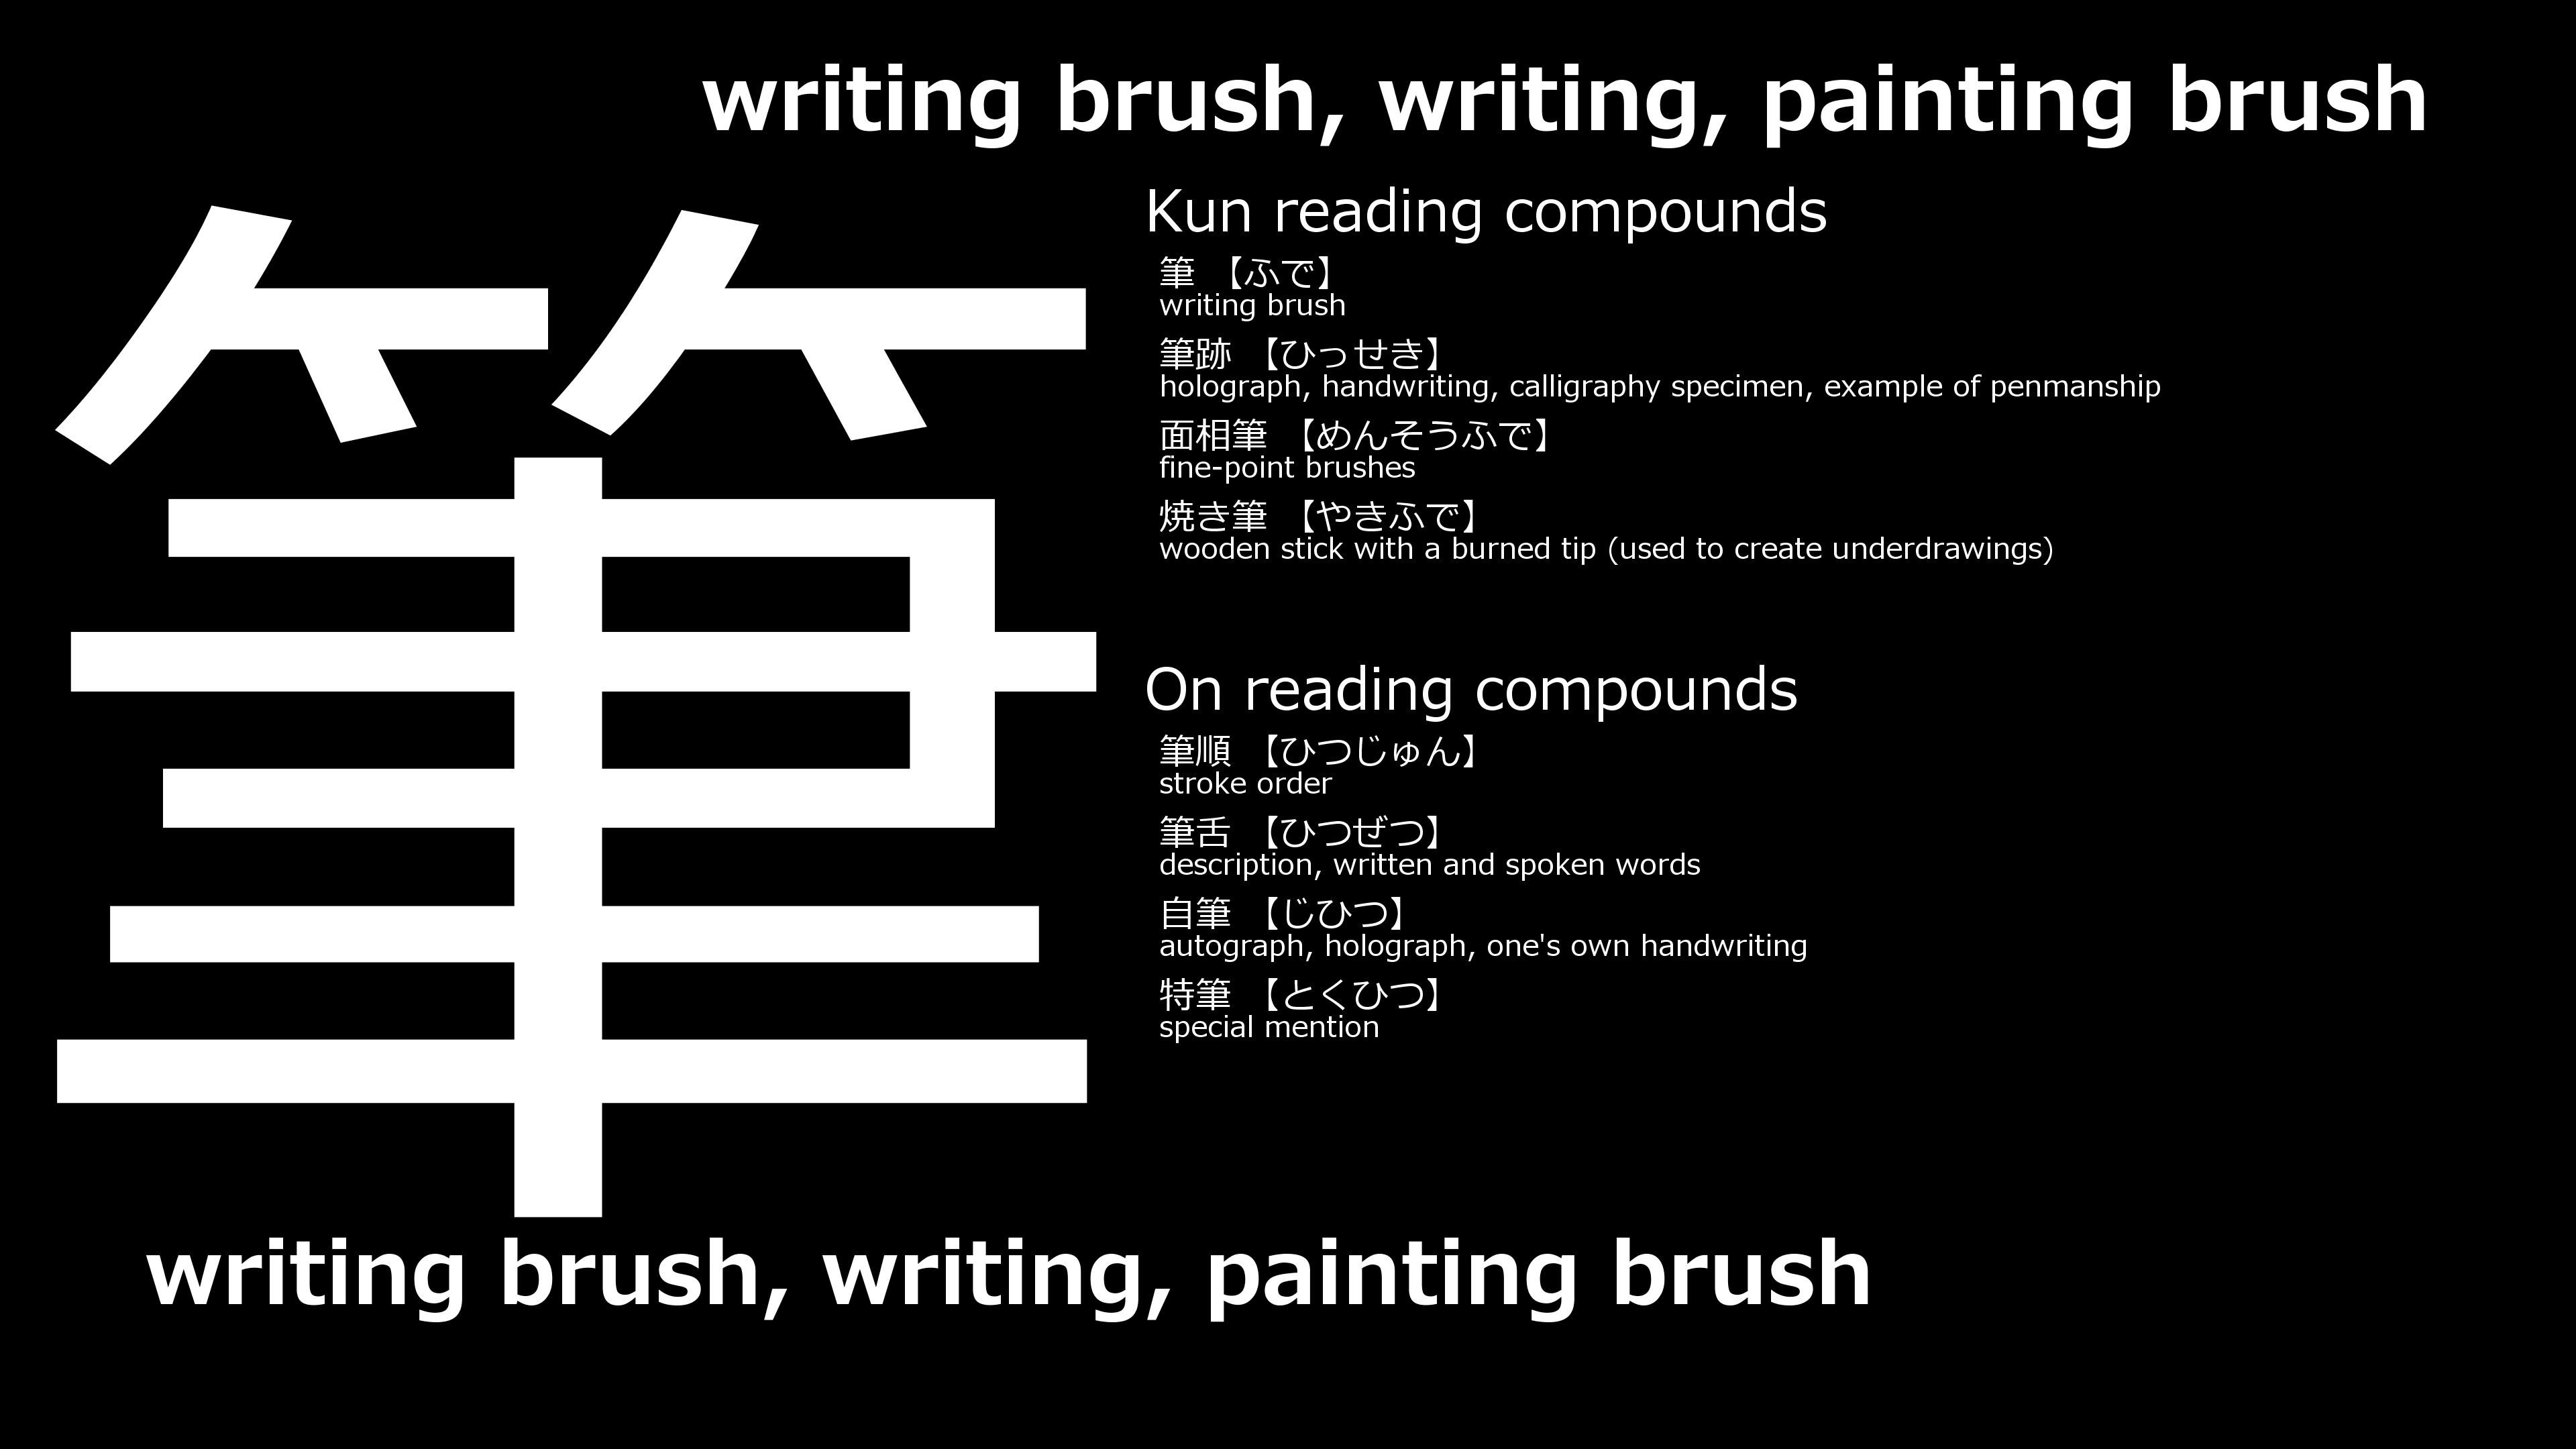 writing brush, writing, painting brush
筆
Kun reading compounds
筆 【ふで】
writing brush
筆跡 【ひっせき】
holograph, handwriting, calligraphy specimen, example of penmanship
面相筆 【めんそうふで】
fine-point brushes
焼き筆 【やきふで】
wooden stick with a burned tip (used to create underdrawings)
On reading compounds
筆順 【ひつじゅん】
stroke order
筆舌 【ひつぜつ】
description, written and spoken words
自筆 【じひつ】
autograph, holograph, one's own handwriting
特筆 【とくひつ】
special mention
writing brush, writing, painting brush